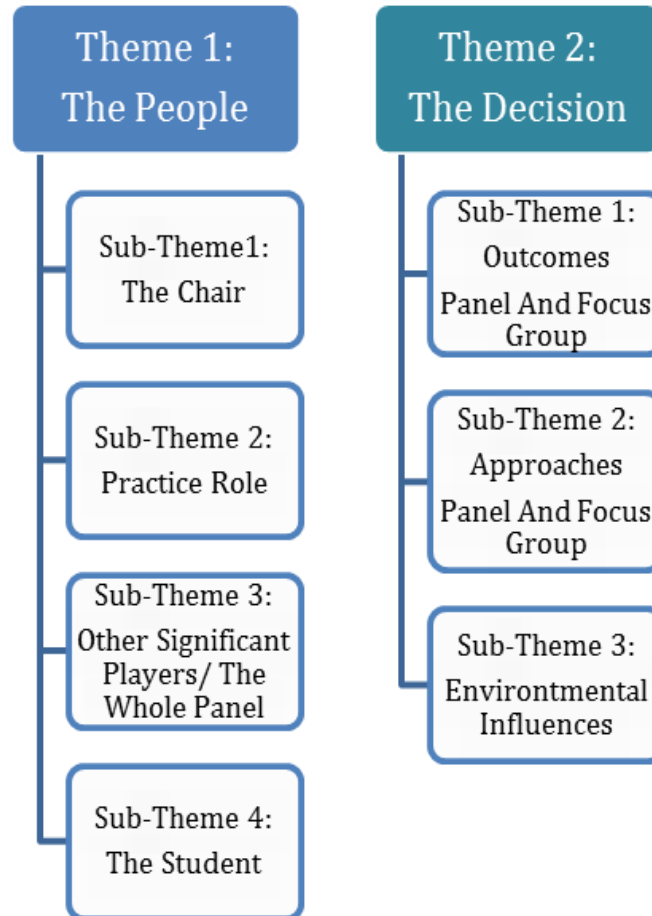 Theme 1:
The People
Sub-Theme1:
The Chair
Sub-Theme 2:
Practice Role
Sub-Theme 3:
Other Significant
Players/ The
Whole Panel
Sub-Theme 4:
The Student
Theme 2:
The Decision
Sub-Theme 1:
Outcomes
Panel And Focus
Group
Sub-Theme 2:
Approaches
Panel And Focus
Group
Sub-Theme 3:
Environtmental
Influences